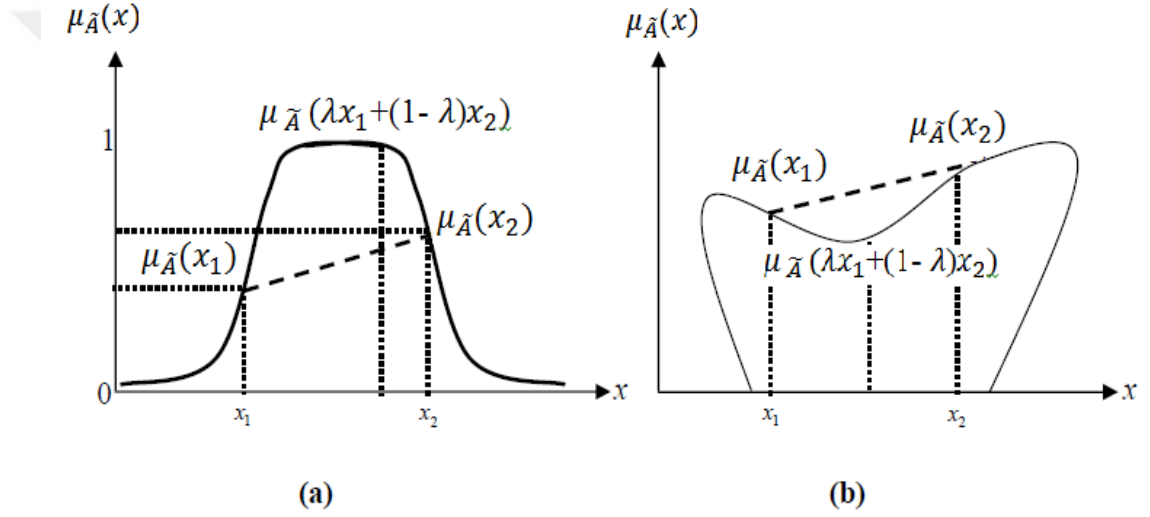 μ_Ã(x)
1
μ_Ã(λx₁+(1- λ)x₂)
μ_Ã(x₂)
μ_Ã(x₁)
0
x
x₁
x₂
(a)
μ_Ã(x)
μ_Ã(x₂)
μ_Ã(x₁)
μ_Ã(λx₁+(1- λ)x₂)
x
x₁
x₂
(b)